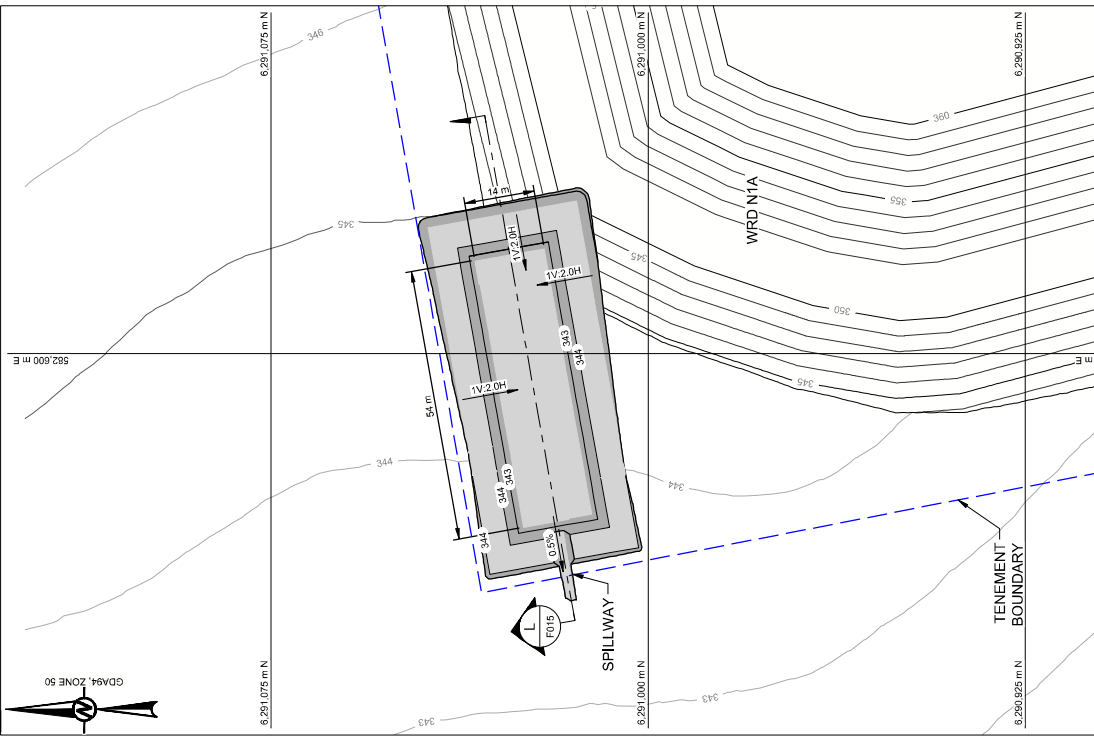 6,291,075 m N
6,291,000 m N
6,290,925 m N
346
360
14 m
WRD N1A
355
345
345
1V:2.0H
1V:2.0H
350
343
344
582,600 m E
m E
345
1V:2.0H
54 m
344
343
344
344
344
0.5%
TENEMENT
BOUNDARY
L
F015
SPILLWAY
GDA94, ZONE 50
N
6,291,075 m N
6,291,000 m N
6,290,925 m N
343
343